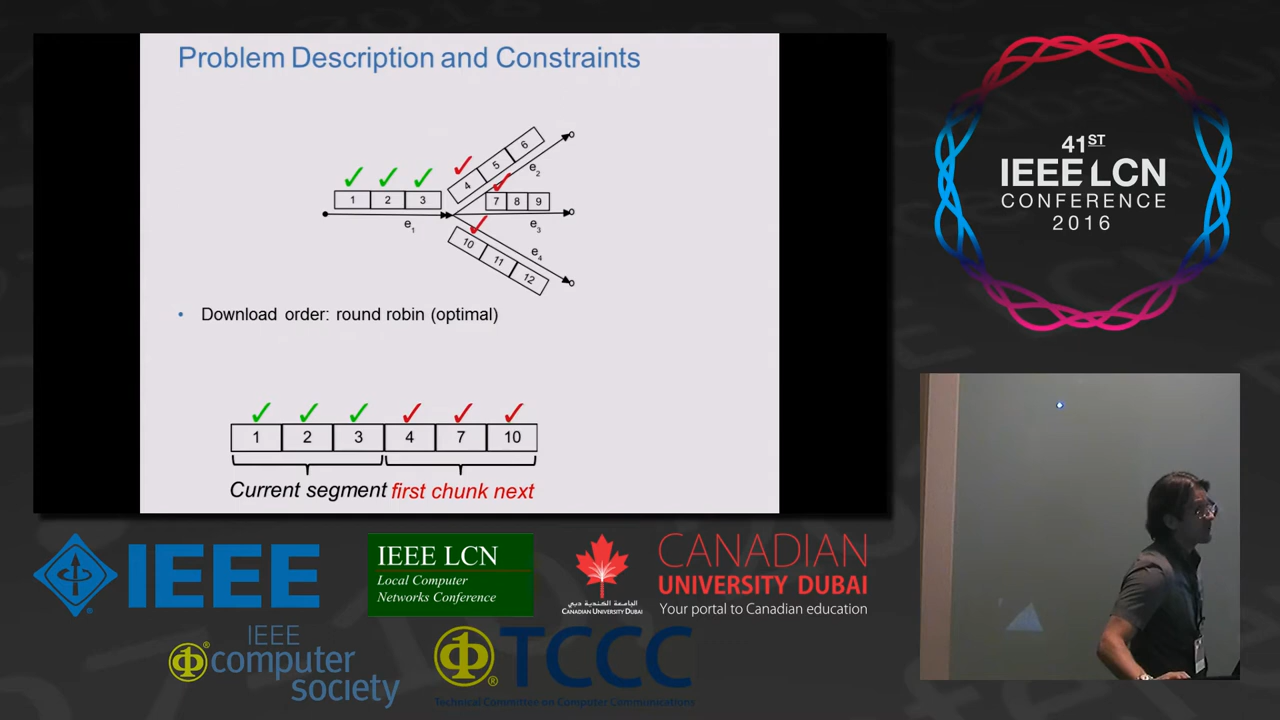 Problem Description and Constraints
1 2 3
e1
4 5 6
e2
7 8 9
e3
10 11 12
e4
• Download order: round robin (optimal)
1 2 3 4 7 10
Current segment first chunk next
41ST
IEEE LCN
CONFERENCE
2016
IEEE
IEEE LCN
Local Computer
Networks Conference
الجامعة الكندية دبي
CANADIAN UNIVERSITY DUBAI
CANADIAN
UNIVERSITY DUBAI
Your portal to Canadian education
IEEE
computer
society
TCCC
Technical Committee on Computer Communications